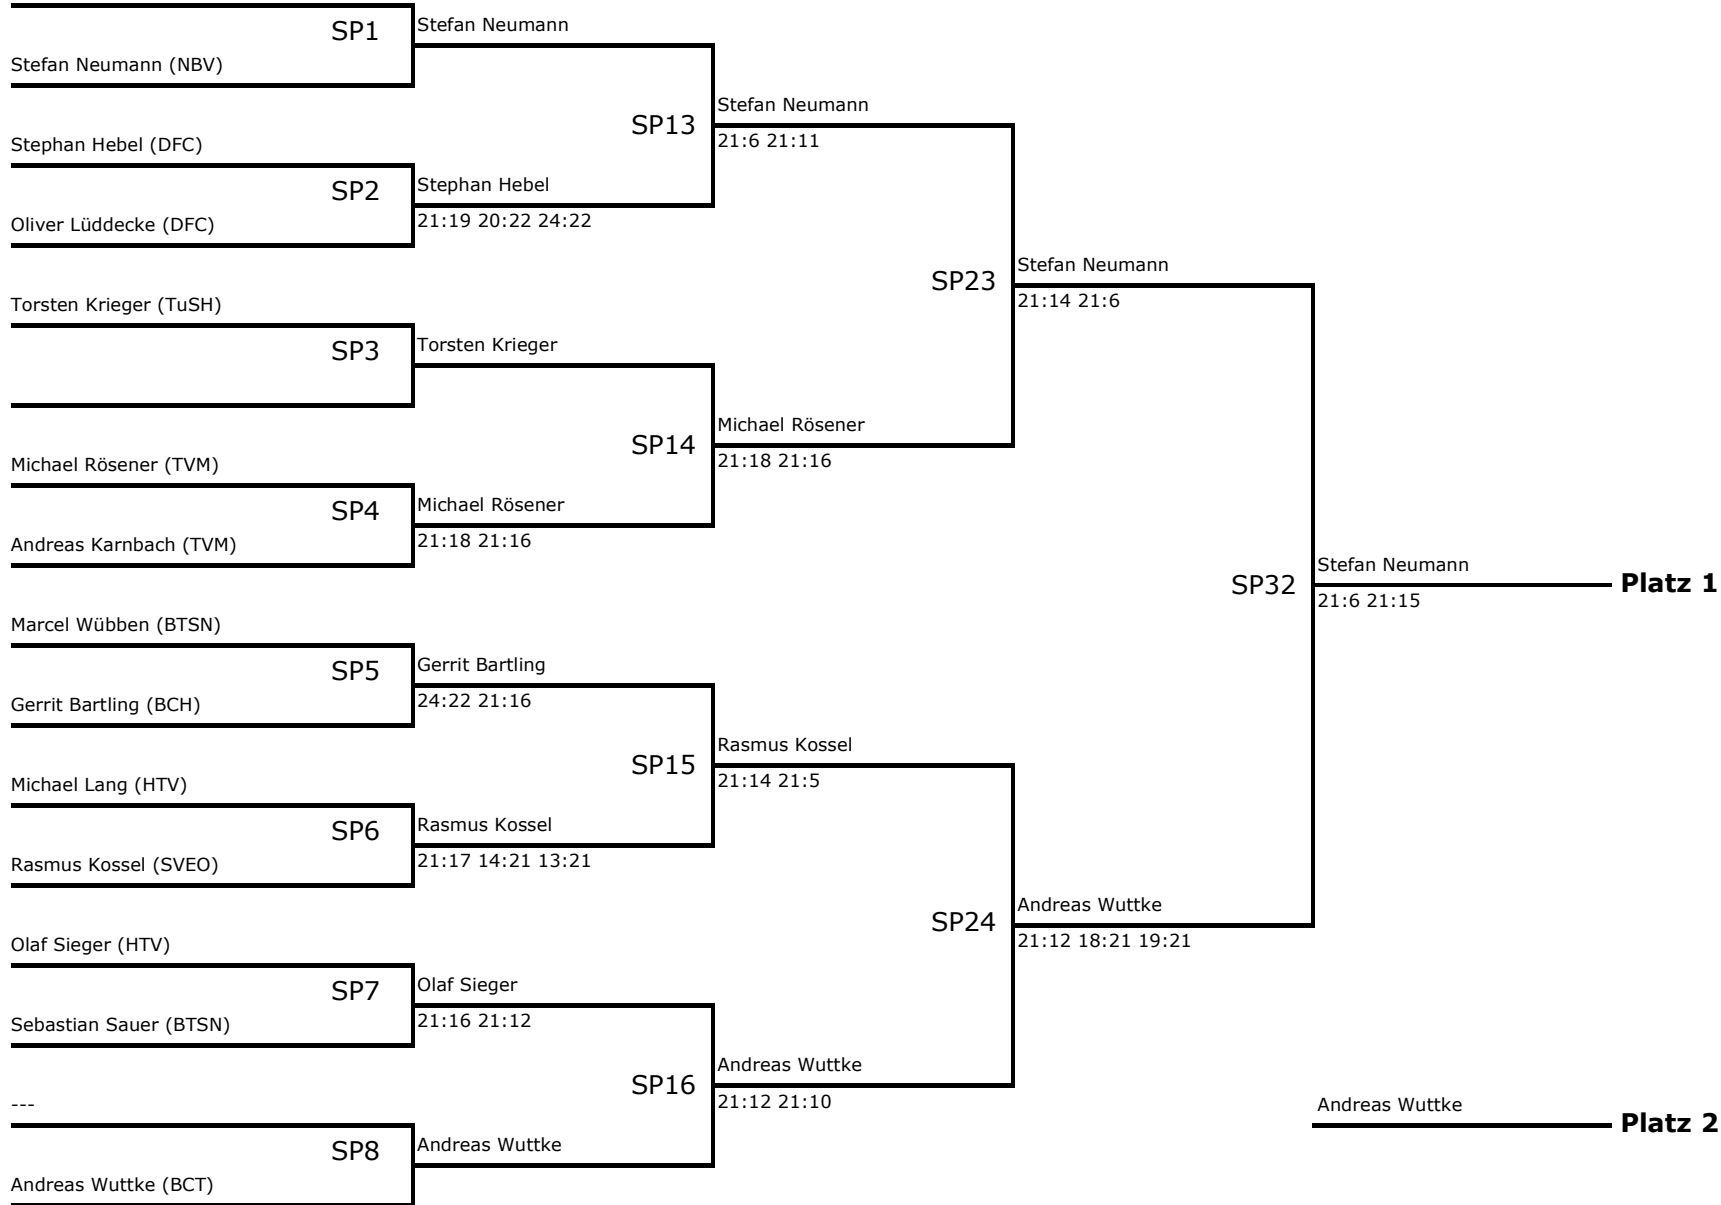 SP1
Stefan Neumann
Stefan Neumann (NBV)
Stefan Neumann
SP13
21:6 21:11
Stephan Hebel (DFC)
SP2
Stephan Hebel
Oliver Lüddecke (DFC)
21:19 20:22 24:22
Stefan Neumann
SP23
21:14 21:6
Torsten Krieger (TuSH)
SP3
Torsten Krieger
Michael Rösener
SP14
21:18 21:16
Michael Rösener (TVM)
SP4
Michael Rösener
Andreas Karnbach (TVM)
21:18 21:16
Stefan Neumann
SP32
Platz 1
21:6 21:15
Marcel Wübben (BTSN)
SP5
Gerrit Bartling
Gerrit Bartling (BCH)
24:22 21:16
Rasmus Kossel
SP15
21:14 21:5
Michael Lang (HTV)
SP6
Rasmus Kossel
Rasmus Kossel (SVEO)
21:17 14:21 13:21
Andreas Wuttke
SP24
21:12 18:21 19:21
Olaf Sieger (HTV)
SP7
Olaf Sieger
Sebastian Sauer (BTSN)
21:16 21:12
Andreas Wuttke
SP16
21:12 21:10
---
SP8
Andreas Wuttke
Andreas Wuttke (BCT)
Andreas Wuttke
Platz 2